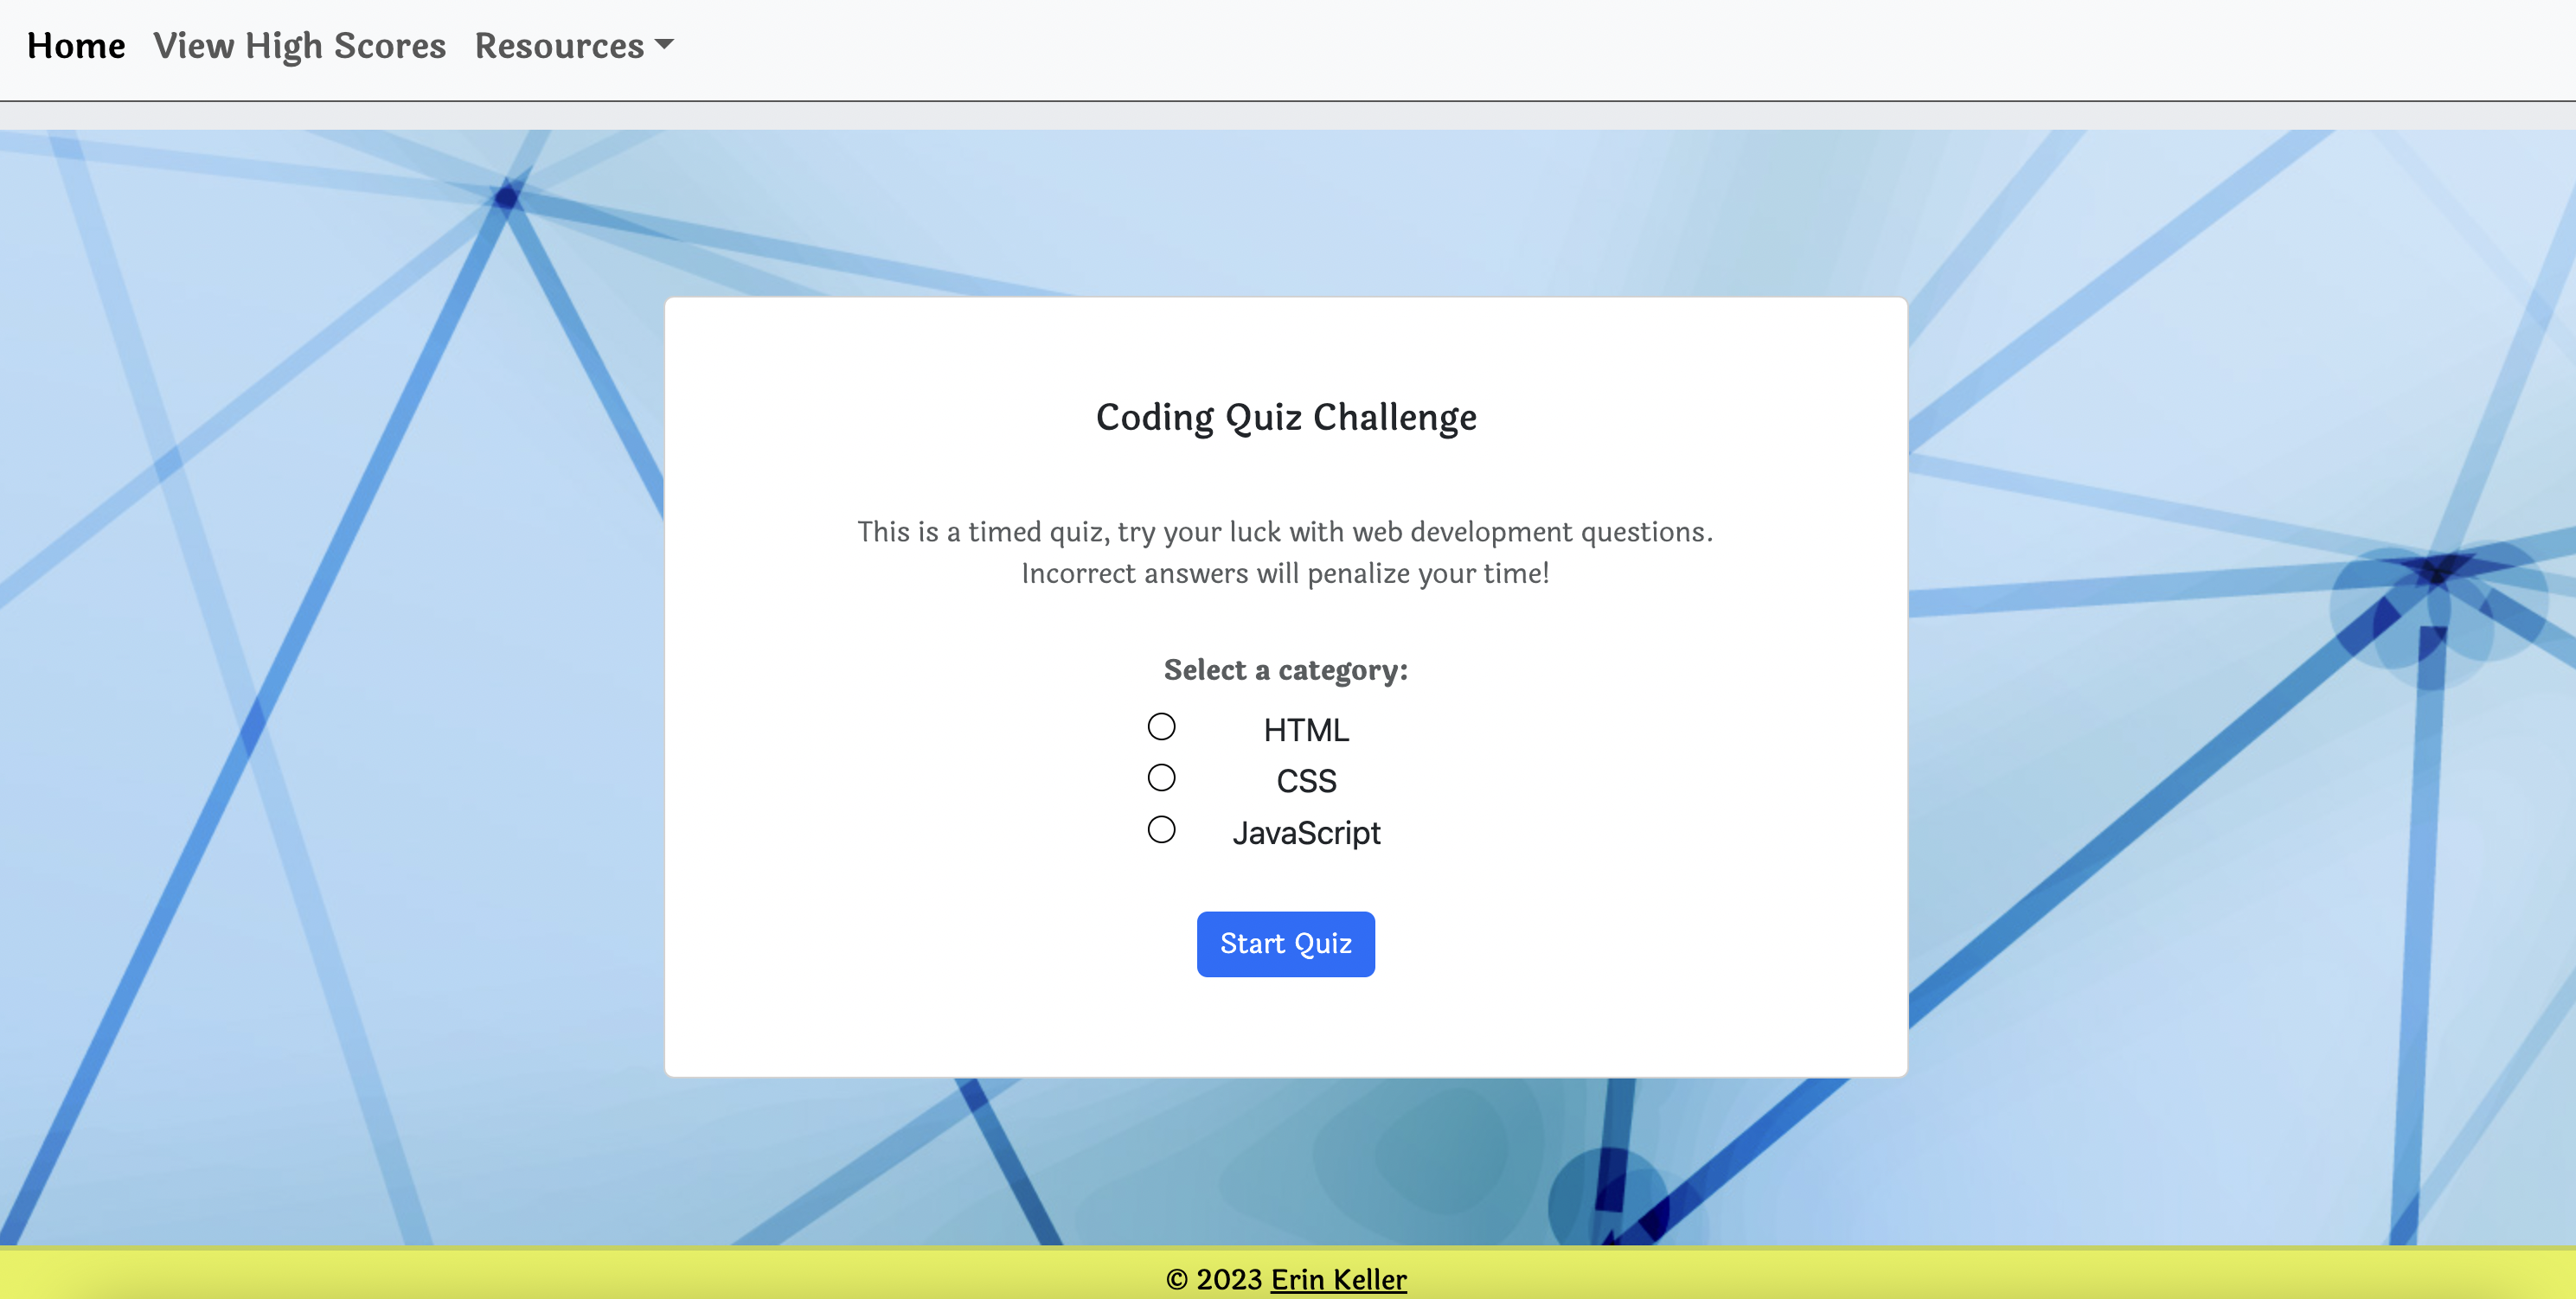 Home View High Scores Resources
Coding Quiz Challenge
This is a timed quiz, try your luck with web development questions.
Incorrect answers will penalize your time!
Select a category:
HTML
CSS
JavaScript
Start Quiz
© 2023 Erin Keller